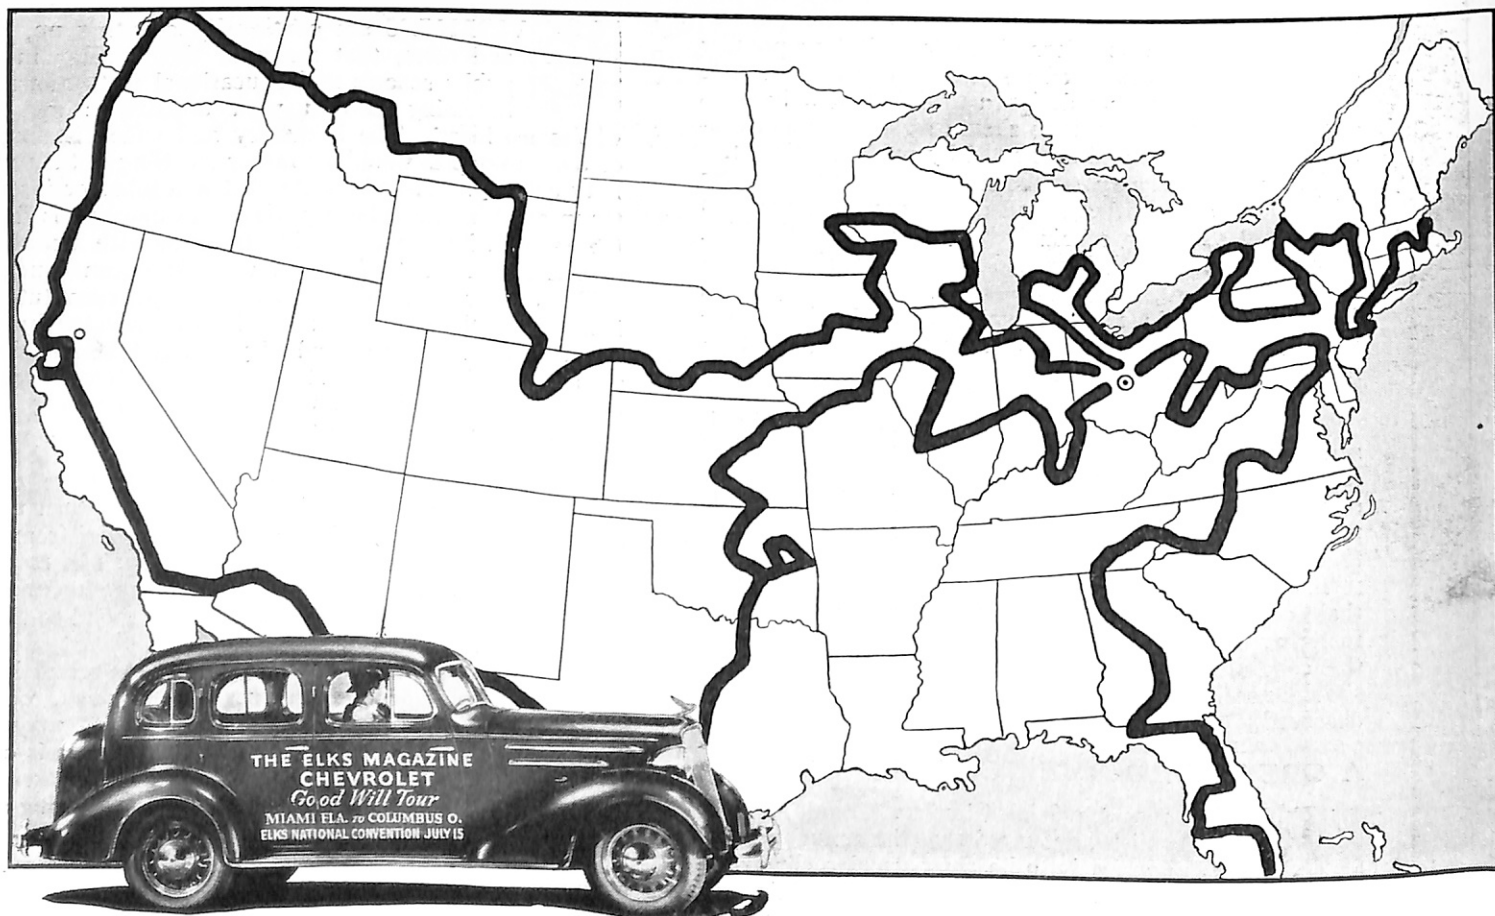 THE ELKS MAGAZINE
CHEVROLET
Good Will Tour
MIAMI FLA. TO COLUMBUS O.
ELKS NATIONAL CONVENTION JULY 15